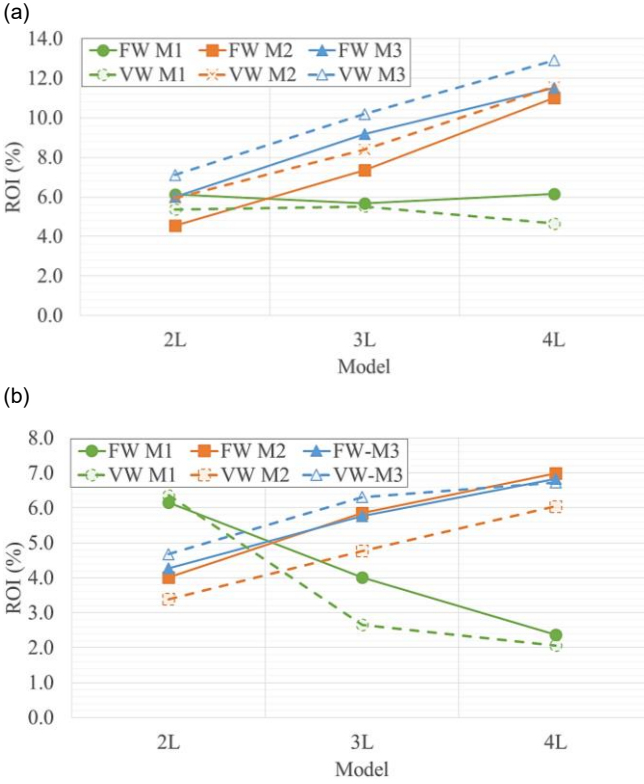 (a)
14.0
12.0
10.0
8.0
6.0
4.0
2.0
0.0
ROI (%)
FW M1 FW M2 FW M3
VW M1 VW M2 VW M3
2L 3L 4L
Model
(b)
8.0
7.0
6.0
5.0
4.0
3.0
2.0
1.0
0.0
ROI (%)
FW M1 FW M2 FW-M3
VW M1 VW M2 VW-M3
2L 3L 4L
Model